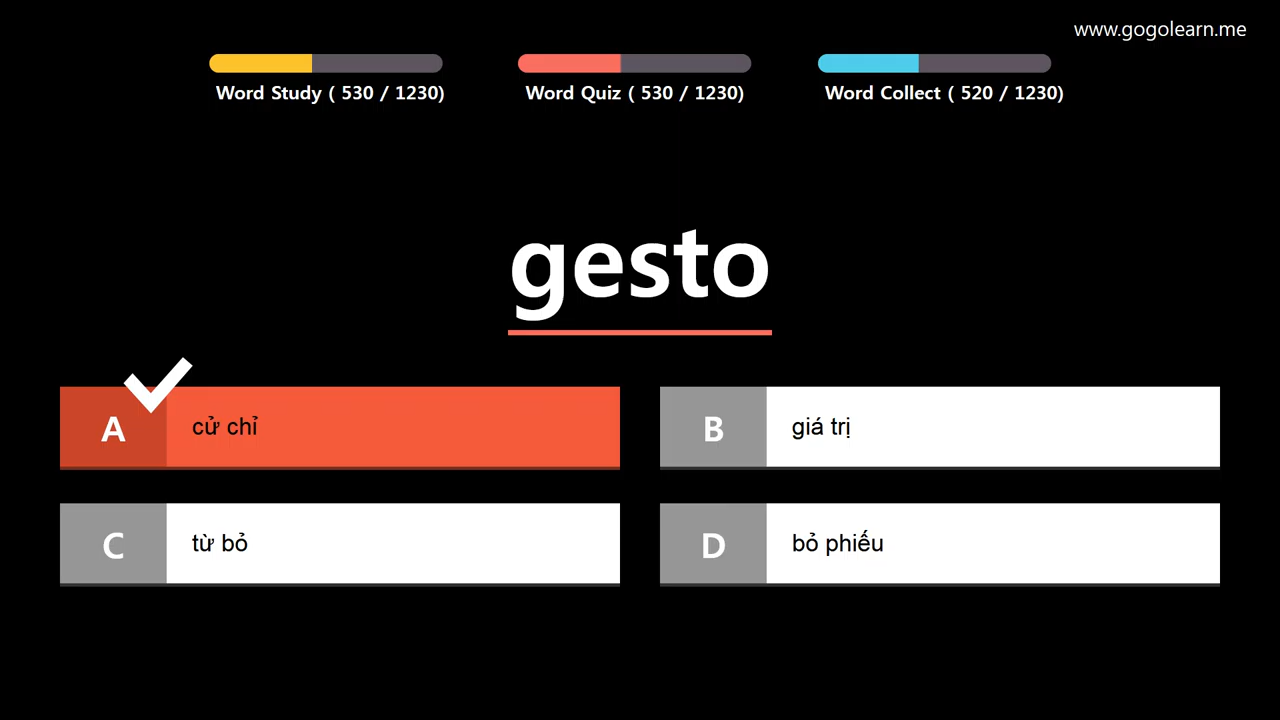 www.gogolearn.me
Word Study ( 530 / 1230)
Word Quiz ( 530 / 1230)
Word Collect ( 520 / 1230)
gesto
A cử chỉ
B giá trị
C từ bỏ
D bỏ phiếu